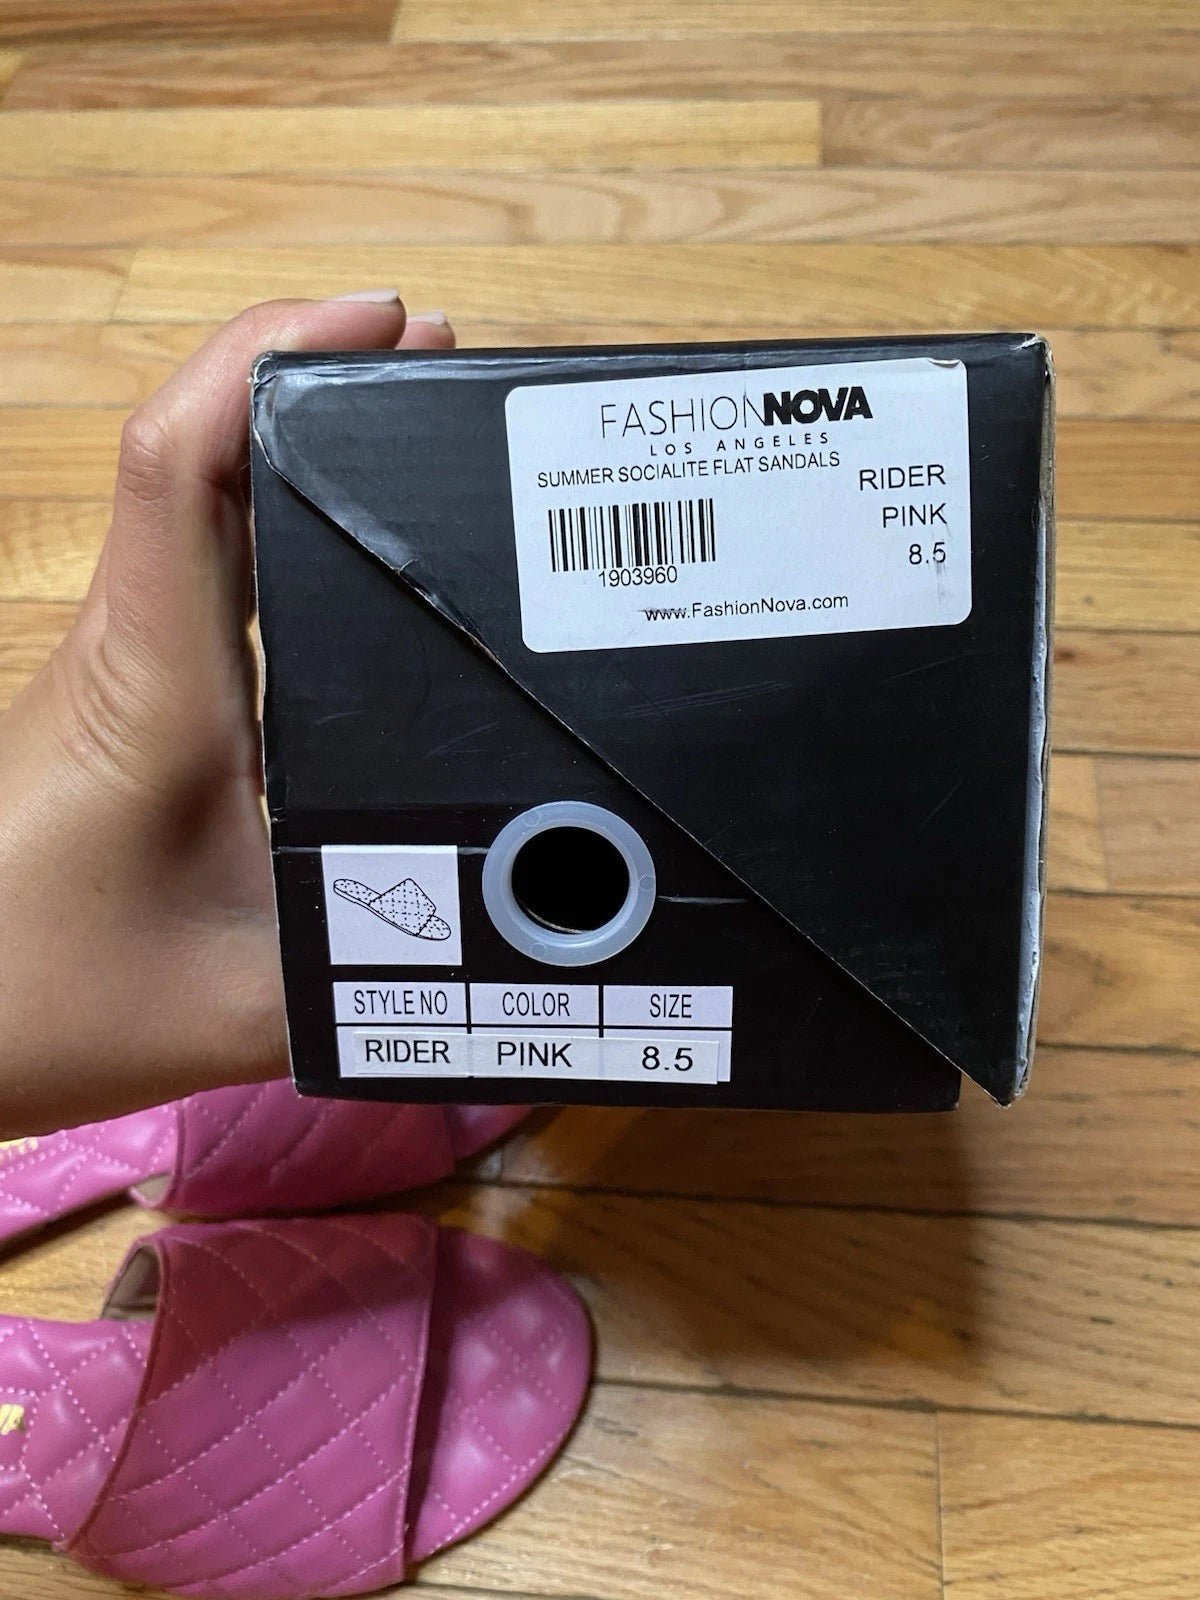 FASHIONNOVA
LOS ANGELES
SUMMER SOCIALITE FLAT SANDALS
RIDER
PINK
8.5
1903960
www.FashionNova.com
STYLE NO COLOR SIZE
RIDER PINK 8.5